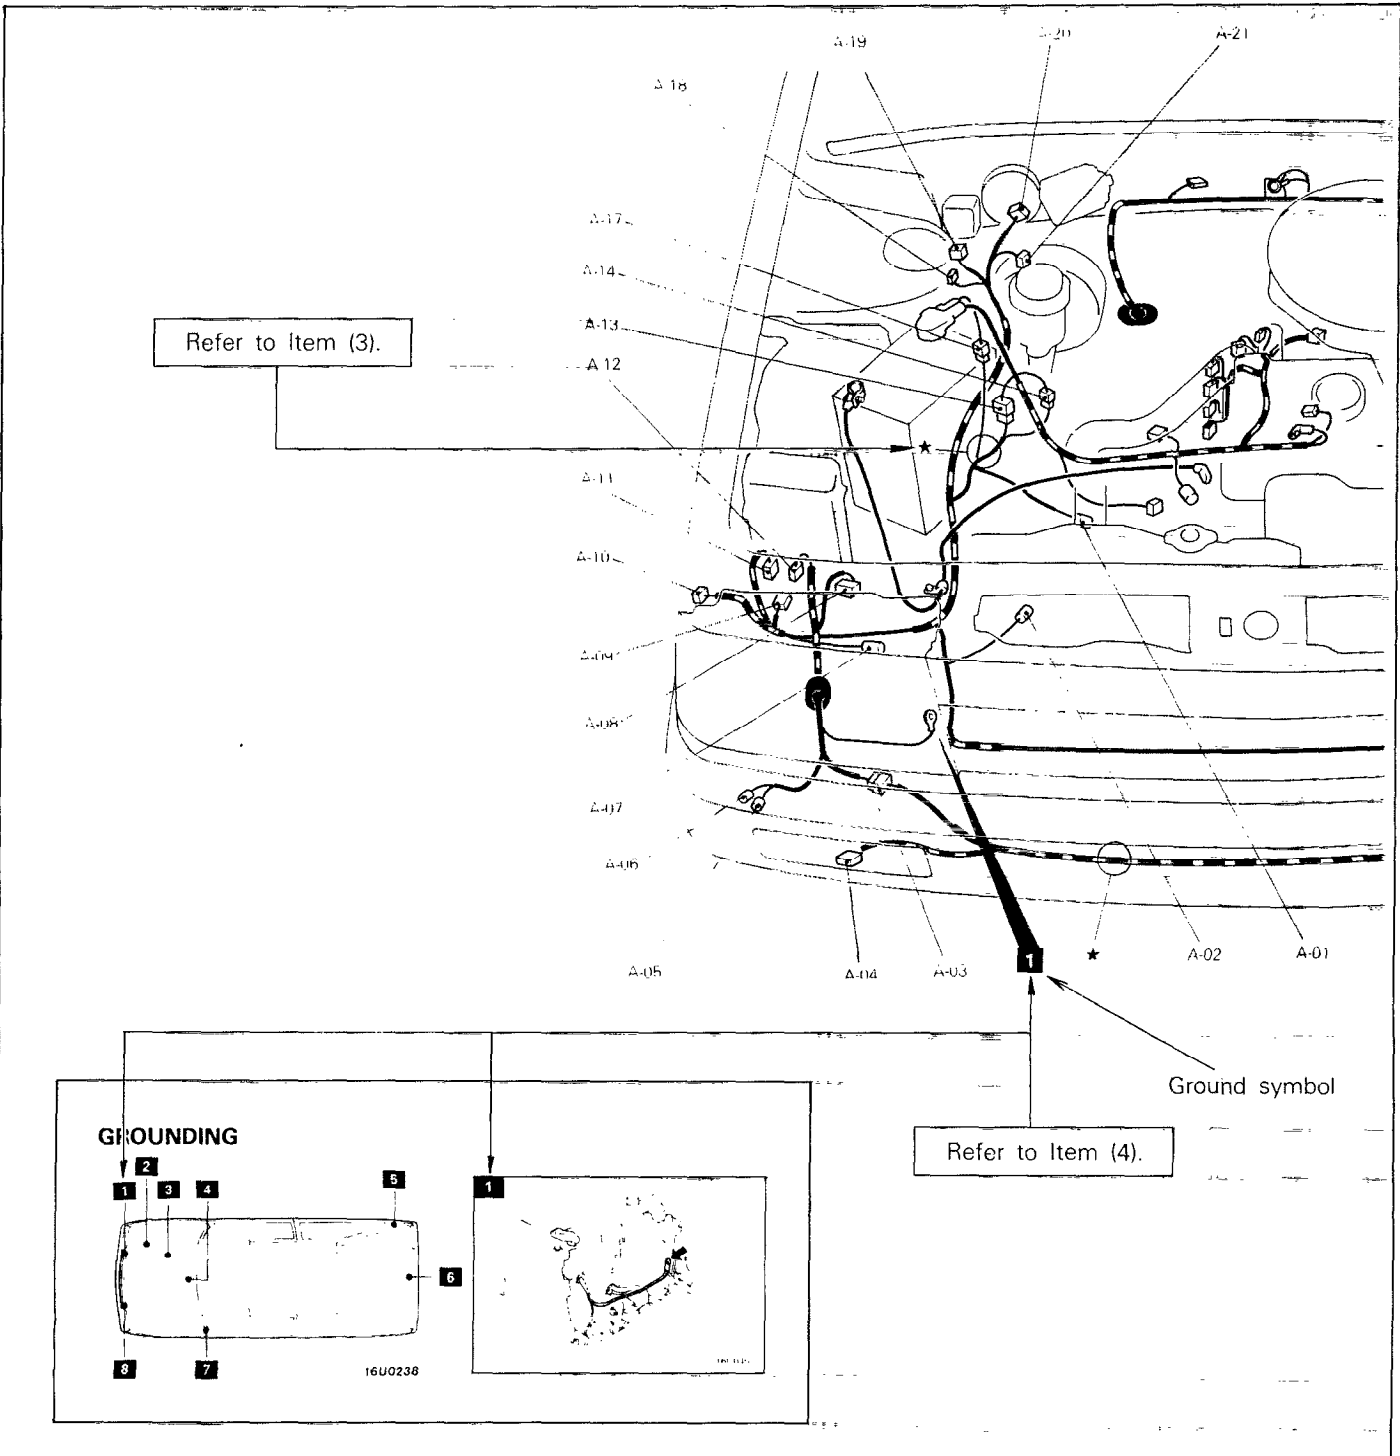 A-19
A-20
A-21
A-18
A-17
A-14
A-13
Refer to Item (3).
A-12
★
A-11
A-10
A-09
A-08
A-07
A-06
A-05
A-04
A-03
1
★
A-02
A-01
Ground symbol
GROUNDING
Refer to Item (4).
2
1
3
4
5
1
6
8
7
16U0238